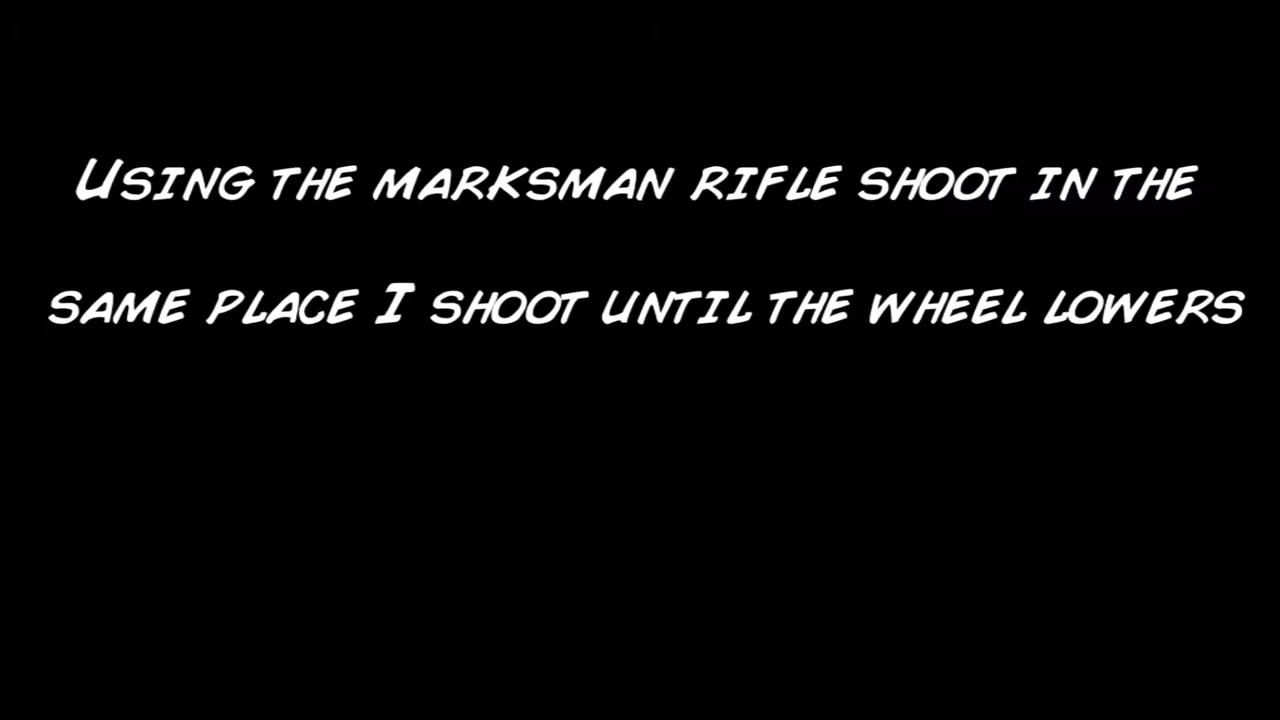 Using the marksman rifle shoot in the
same place I shoot until the wheel lowers